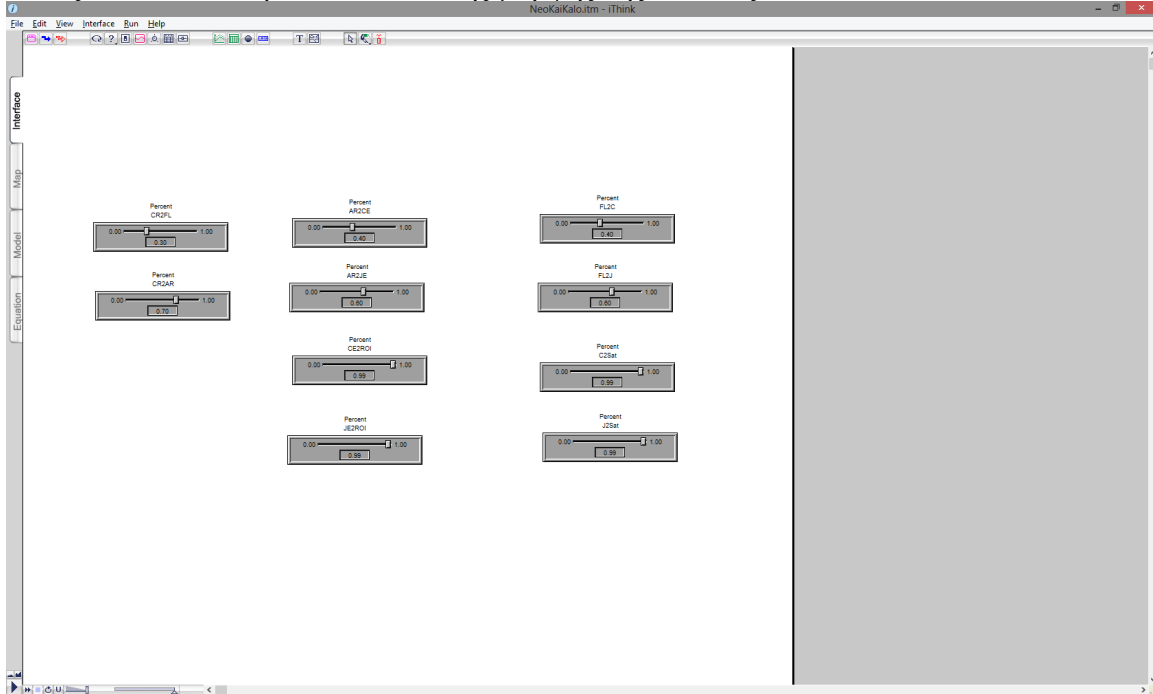 NeoKaiKalo.itm - iThink
File Edit View Interface Run Help
T
Interface
Map
Model
Equation
Percent
CR2FL
0.00 1.00
0.30
Percent
CR2AR
0.00 1.00
0.70
Percent
AR2CE
0.00 1.00
0.40
Percent
AR2JE
0.00 1.00
0.60
Percent
CE2ROI
0.00 1.00
0.99
Percent
JE2ROI
0.00 1.00
0.99
Percent
FL2C
0.00 1.00
0.40
Percent
FL2J
0.00 1.00
0.60
Percent
C2Sat
0.00 1.00
0.99
Percent
J2Sat
0.00 1.00
0.99
U